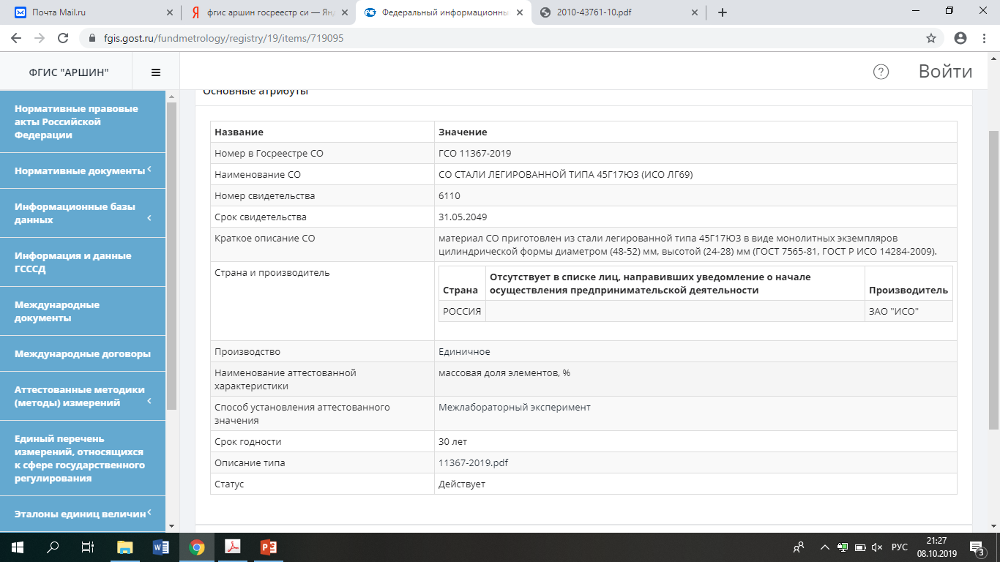 Почта Mail.ru
фгис аршин госреестр си — Янд
Федеральный информационны
2010-43761-10.pdf
fgis.gost.ru/fundmetrology/registry/19/items/719095
ФГИС "АРШИН"
Войти
Нормативные правовые
акты Российской
Федерации
Нормативные документы
Информационные базы
данных
Информация и данные
ГСССД
Международные
документы
Международные договоры
Аттестованные методики
(методы) измерений
Единый перечень
измерений, относящихся
к сфере государственного
регулирования
Эталоны единиц величин
Основные атрибуты
Название Значение
Номер в Госреестре СО ГСО 11367-2019
Наименование СО СО СТАЛИ ЛЕГИРОВАННОЙ ТИПА 45Г17Ю3 (ИСО ЛГ69)
Номер свидетельства 6110
Срок свидетельства 31.05.2049
Краткое описание СО материал СО приготовлен из стали легированной типа 45Г17Ю3 в виде монолитных экземпляров
цилиндрической формы диаметром (48-52) мм, высотой (24-28) мм (ГОСТ 7565-81, ГОСТ Р ИСО 14284-2009).
Страна и производитель
Страна Отсутствует в списке лиц, направивших уведомление о начале
осуществления предпринимательской деятельности Производитель
РОССИЯ ЗАО "ИСО"
Производство Единичное
Наименование аттестованной
характеристики массовая доля элементов, %
Способ установления аттестованного
значения Межлабораторный эксперимент
Срок годности 30 лет
Описание типа 11367-2019.pdf
Статус Действует
РУС
21:27
08.10.2019
3